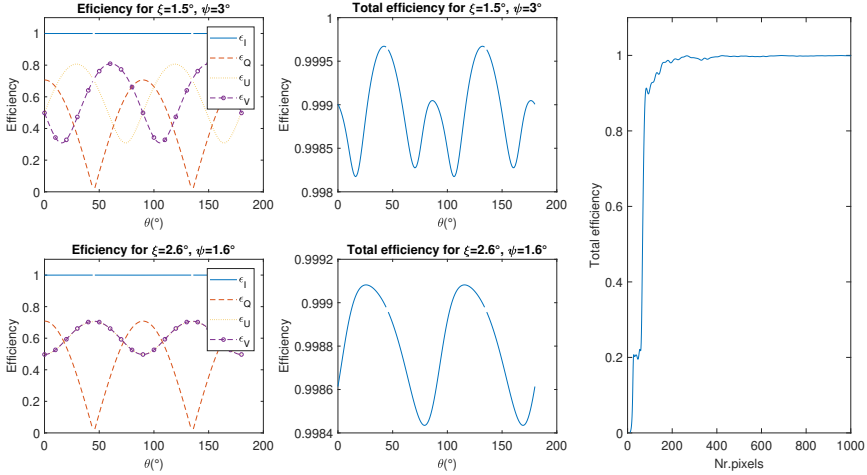 Eficiency for ξ=1.5°, ψ=3°
Efficiency
1
0.8
0.6
0.4
0.2
0
0
50
100
150
200
θ(°)
ϵI
ϵQ
ϵU
ϵV
Total efficiency for ξ=1.5°, ψ=3°
Efficiency
1
0.9995
0.999
0.9985
0.998
0
50
100
150
200
θ(°)
Eficiency for ξ=2.6°, ψ=1.6°
Efficiency
1
0.8
0.6
0.4
0.2
0
0
50
100
150
200
θ(°)
ϵI
ϵQ
ϵU
ϵV
Total efficiency for ξ=2.6°, ψ=1.6°
Efficiency
0.9992
0.999
0.9988
0.9986
0.9984
0
50
100
150
200
θ(°)
Total efficiency
1.2
1
0.8
0.6
0.4
0.2
0
0
200
400
600
800
1000
Nr.pixels